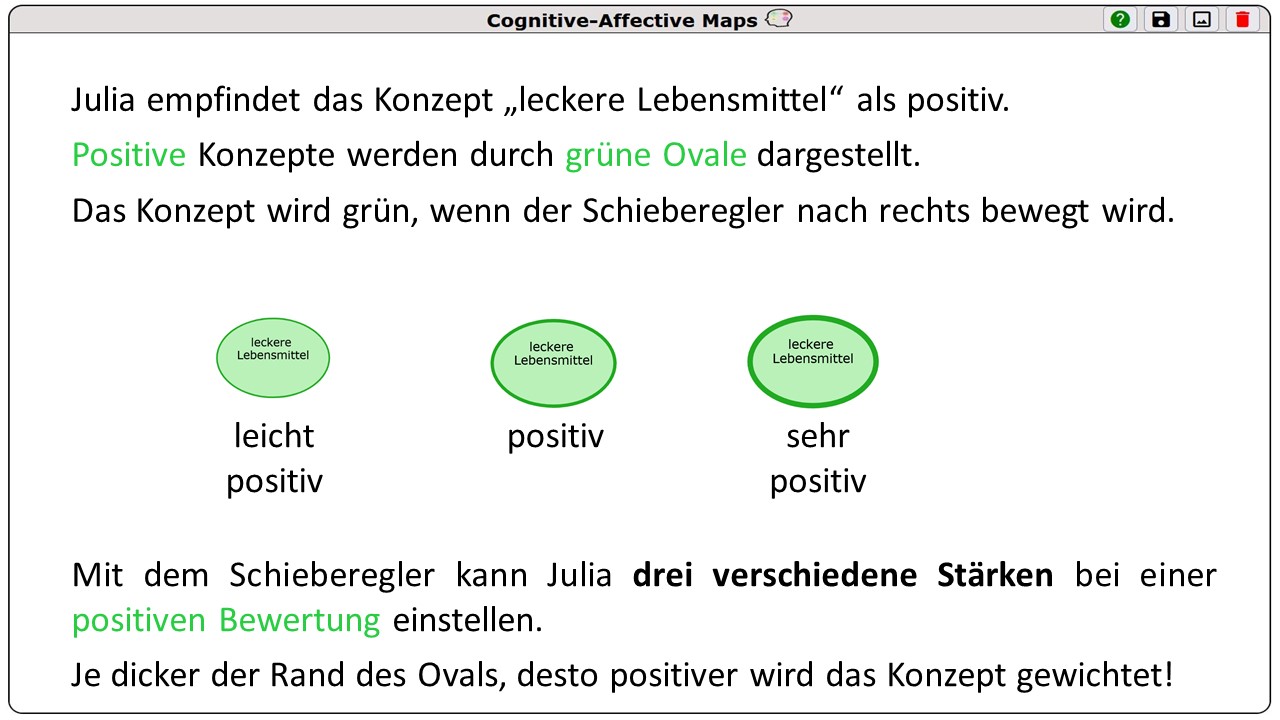 Cognitive-Affective Maps
Julia empfindet das Konzept „leckere Lebensmittel“ als positiv.
Positive Konzepte werden durch grüne Ovale dargestellt.
Das Konzept wird grün, wenn der Schieberegler nach rechts bewegt wird.
leckere
Lebensmittel
leckere
Lebensmittel
leckere
Lebensmittel
leicht
positiv
positiv
sehr
positiv
Mit dem Schieberegler kann Julia drei verschiedene Stärken bei einer
positiven Bewertung einstellen.
Je dicker der Rand des Ovals, desto positiver wird das Konzept gewichtet!